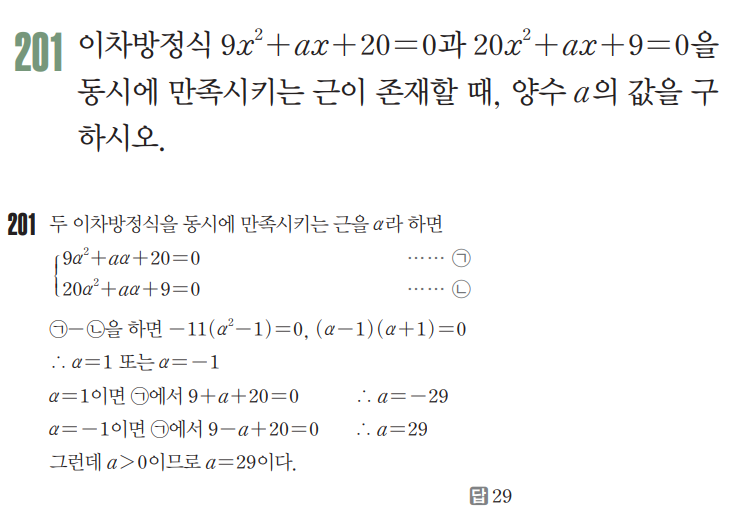 201 이차방정식 9x²+ax+20=0과 20x²+ax+9=0을
동시에 만족시키는 근이 존재할 때, 양수 a의 값을 구
하시오.
201 두 이차방정식을 동시에 만족시키는 근을 α라 하면
9α²+aα+20=0 …… ㉠
20α²+aα+9=0 …… ㉡
㉠-㉡을 하면 -11(α²-1)=0, (α-1)(α+1)=0
∴ α=1 또는 α=-1
α=1이면 ㉠에서 9+a+20=0 ∴ a=-29
α=-1이면 ㉠에서 9-a+20=0 ∴ a=29
그런데 a>0이므로 a=29이다.
답 29